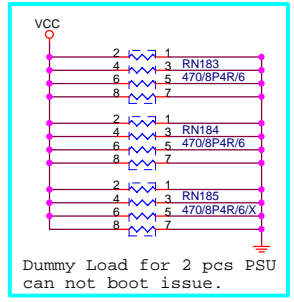 VCC
2 1
4 3 RN183
6 5 470/8P4R/6
8 7
2 1
4 3 RN184
6 5 470/8P4R/6
8 7
2 1
4 3 RN185
6 5 470/8P4R/6/X
8 7
Dummy Load for 2 pcs PSU
can not boot issue.